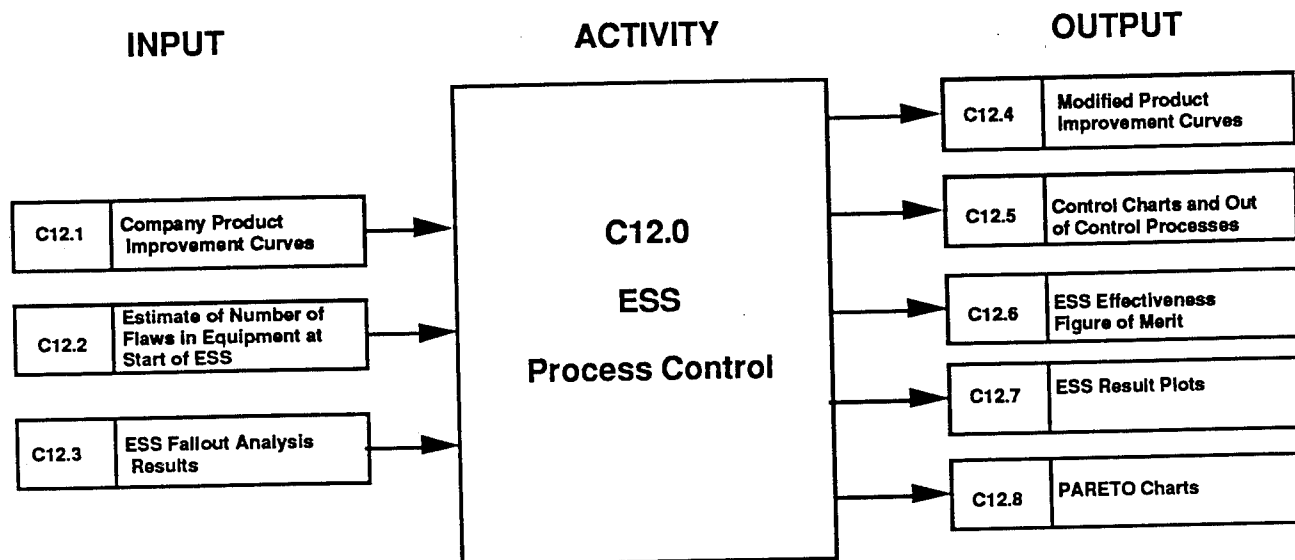 INPUT
ACTIVITY
OUTPUT
C12.1
Company Product
Improvement Curves
C12.2
Estimate of Number of
Flaws in Equipment at
Start of ESS
C12.3
ESS Fallout Analysis
Results
C12.0
ESS
Process Control
C12.4
Modified Product
Improvement Curves
C12.5
Control Charts and Out
of Control Processes
C12.6
ESS Effectiveness
Figure of Merit
C12.7
ESS Result Plots
C12.8
PARETO Charts